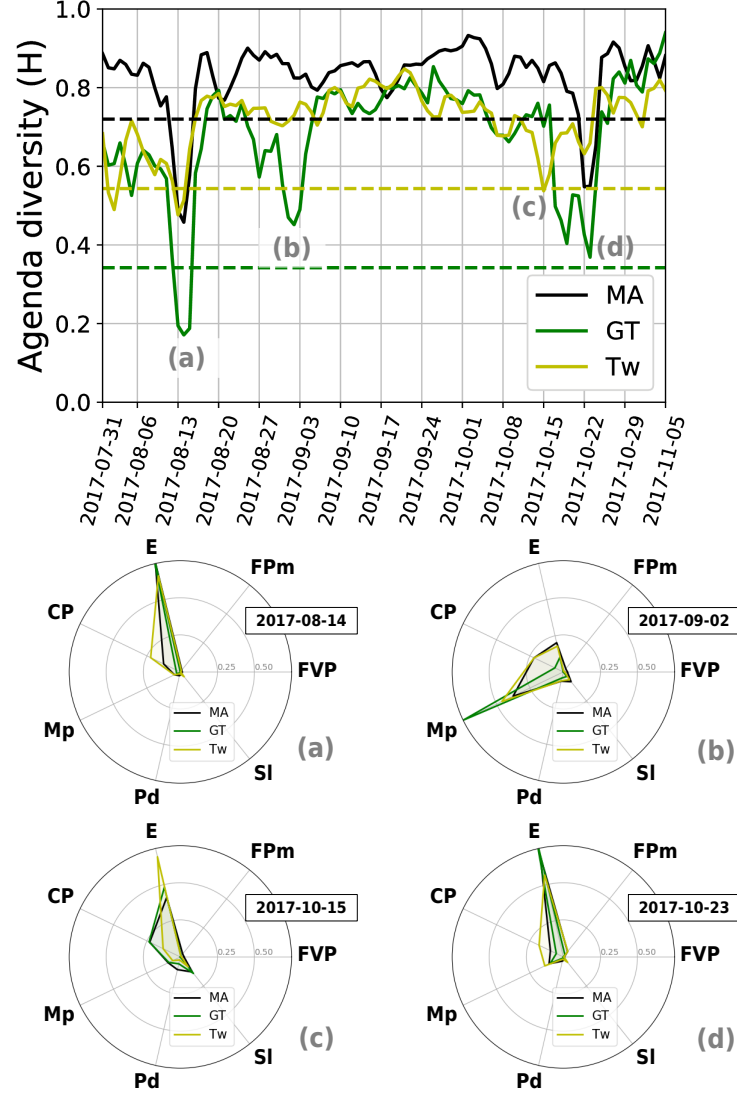 1.0
0.8
0.6
0.4
0.2
0.0
Agenda diversity (H)
(a)
(b)
(c)
(d)
MA
GT
Tw
2017-07-31
2017-08-06
2017-08-13
2017-08-20
2017-08-27
2017-09-03
2017-09-10
2017-09-17
2017-09-24
2017-10-01
2017-10-08
2017-10-15
2017-10-22
2017-10-29
2017-11-05
E
FPm
CP
2017-08-14
0.25
0.50
FVP
Mp
MA
GT
Tw
Pd
Sl
(a)
E
FPm
CP
2017-09-02
0.25
0.50
FVP
Mp
MA
GT
Tw
Pd
Sl
(b)
E
FPm
CP
2017-10-15
0.25
0.50
FVP
Mp
MA
GT
Tw
Pd
Sl
(c)
E
FPm
CP
2017-10-23
0.25
0.50
FVP
Mp
MA
GT
Tw
Pd
Sl
(d)